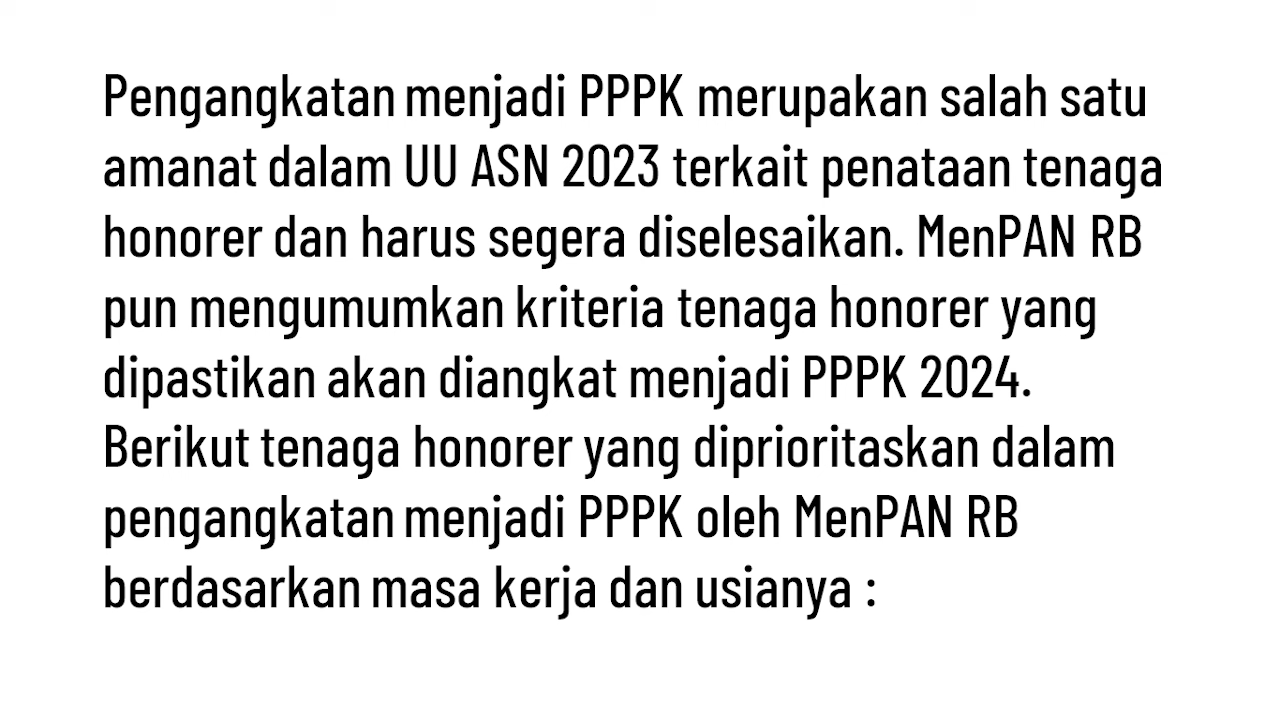 Pengangkatan menjadi PPPK merupakan salah satu
amanat dalam UU ASN 2023 terkait penataan tenaga
honorer dan harus segera diselesaikan. MenPAN RB
pun mengumumkan kriteria tenaga honorer yang
dipastikan akan diangkat menjadi PPPK 2024.
Berikut tenaga honorer yang diprioritaskan dalam
pengangkatan menjadi PPPK oleh MenPAN RB
berdasarkan masa kerja dan usianya :